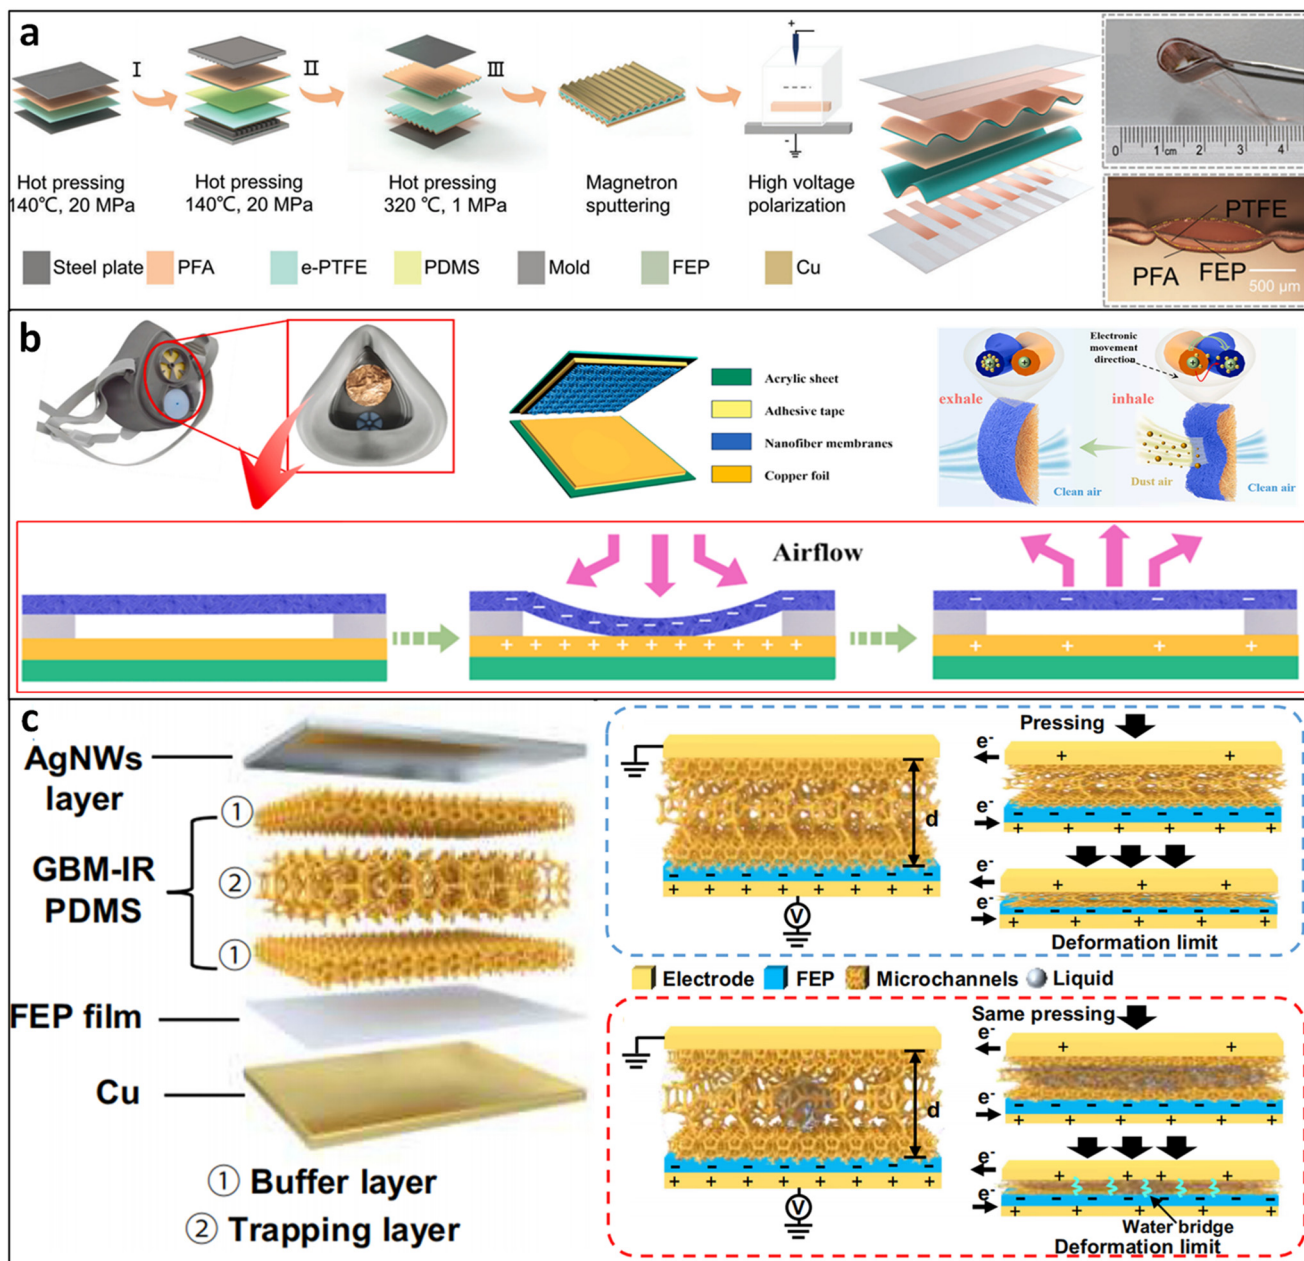 a
I
II
III
+
-
Hot pressing
140℃, 20 MPa
Hot pressing
140℃, 20 MPa
Hot pressing
320 ℃, 1 MPa
Magnetron
sputtering
High voltage
polarization
Steel plate
PFA
e-PTFE
PDMS
Mold
FEP
Cu
0 1 cm 2 3 4
PTFE
PFA
FEP
500 μm
b
Acrylic sheet
Adhesive tape
Nanofiber membranes
Copper foil
Electronic
movement
direction
exhale
inhale
Clean air
Dust air
Clean air
Airflow
c
AgNWs
layer
①
GBM-IR
PDMS
②
①
FEP film
Cu
① Buffer layer
② Trapping layer
d
V
Pressing
e-
e-
e-
e-
Deformation limit
Electrode
FEP
Microchannels
Liquid
d
V
Same pressing
e-
e-
e-
e-
Water bridge
Deformation limit